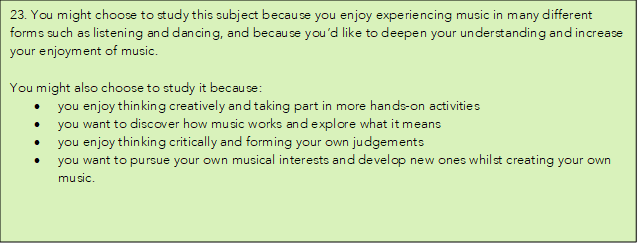 23. You might choose to study this subject because you enjoy experiencing music in many different
forms such as listening and dancing, and because you'd like to deepen your understanding and increase
your enjoyment of music.
You might also choose to study it because:
• you enjoy thinking creatively and taking part in more hands-on activities
• you want to discover how music works and explore what it means
• you enjoy thinking critically and forming your own judgements
• you want to pursue your own musical interests and develop new ones whilst creating your own
music.